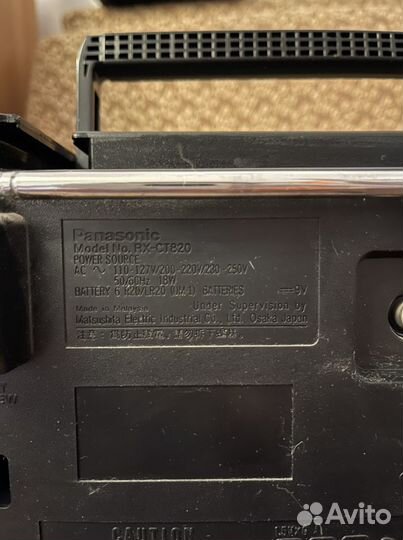 Panasonic
Model No. RX-CT820
POWER SOURCE
AC ∿ 110-127V/200-220V/230-250V
50/60Hz 18W
BATTERY 6 R20/LR20 (UM-1) BATTERIES ⎓9V
Made in Malaysia Under Supervision by
Matsushita Electric Industrial Co., Ltd., Osaka Japan
CAUTION
Avito